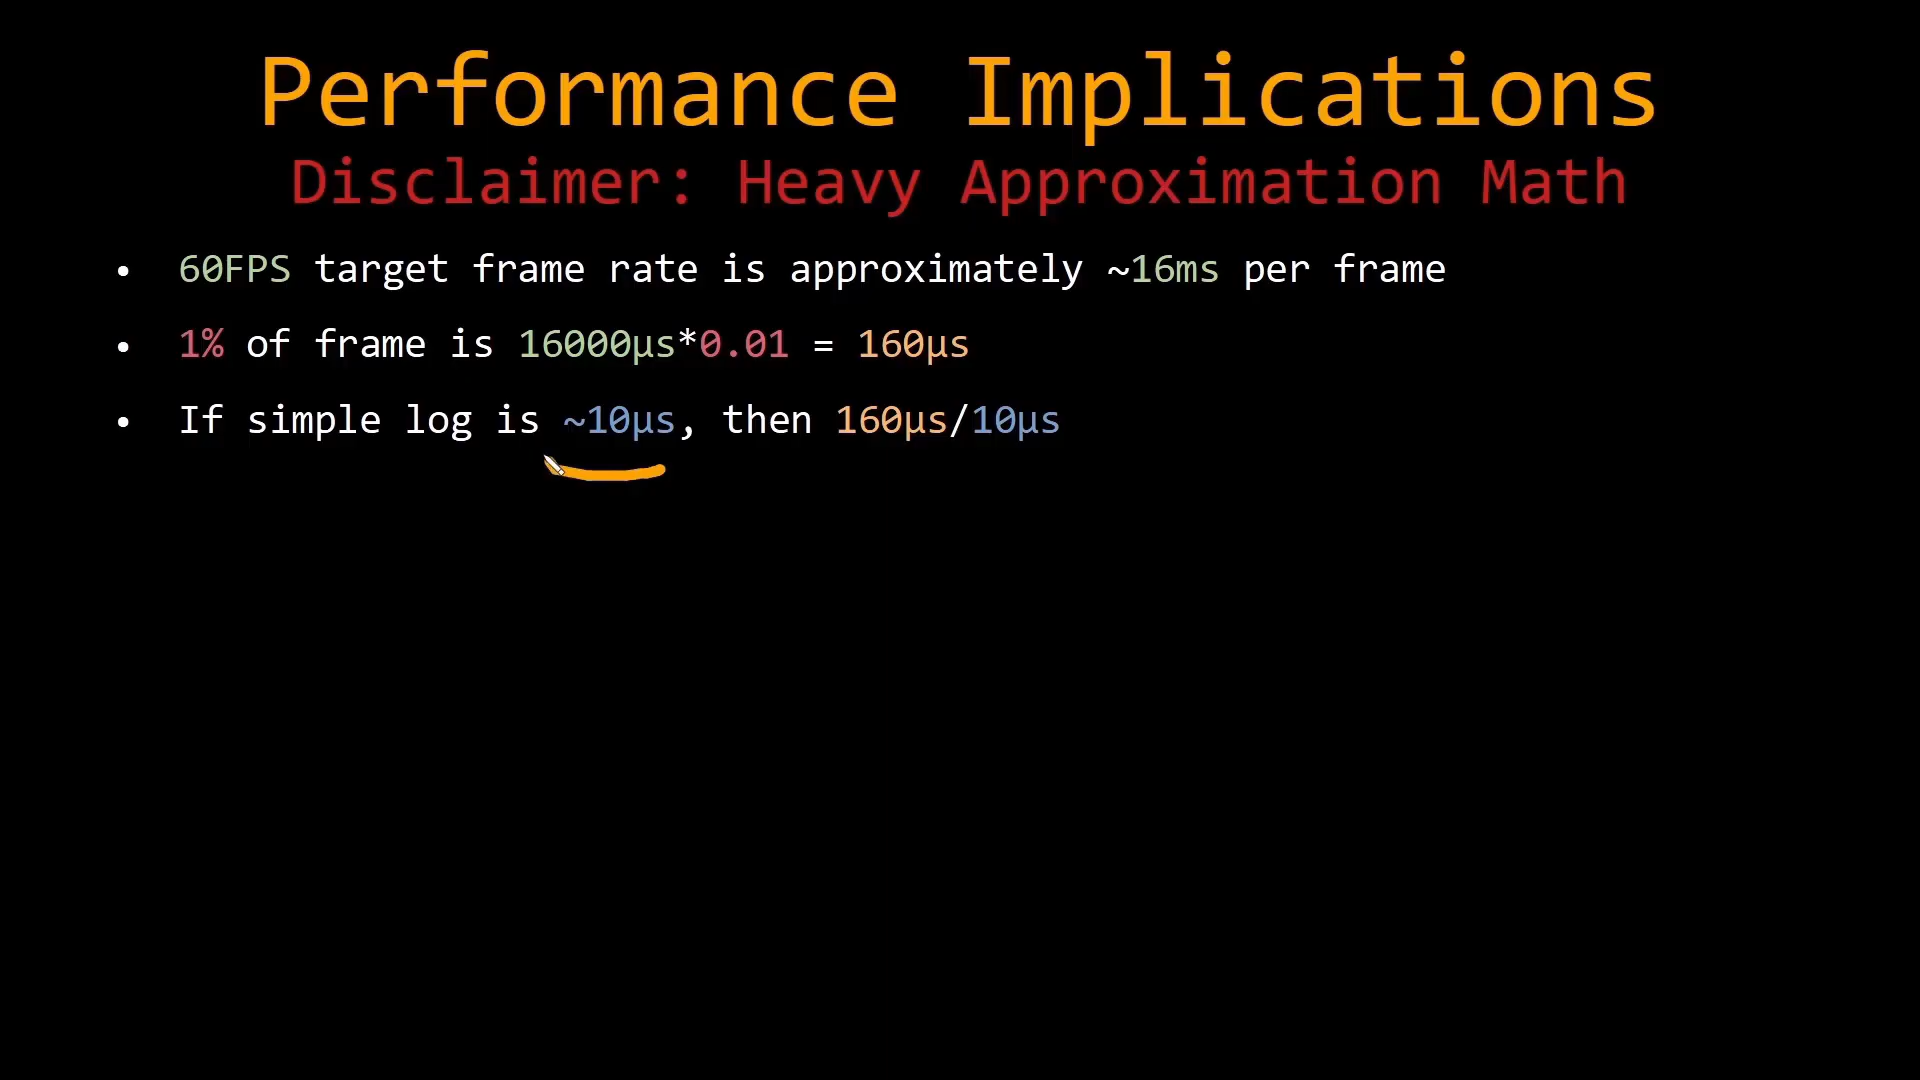 Performance Implications
Disclaimer: Heavy Approximation Math
• 60FPS target frame rate is approximately ~16ms per frame
• 1% of frame is 16000µs*0.01 = 160µs
• If simple log is ~10µs, then 160µs/10µs